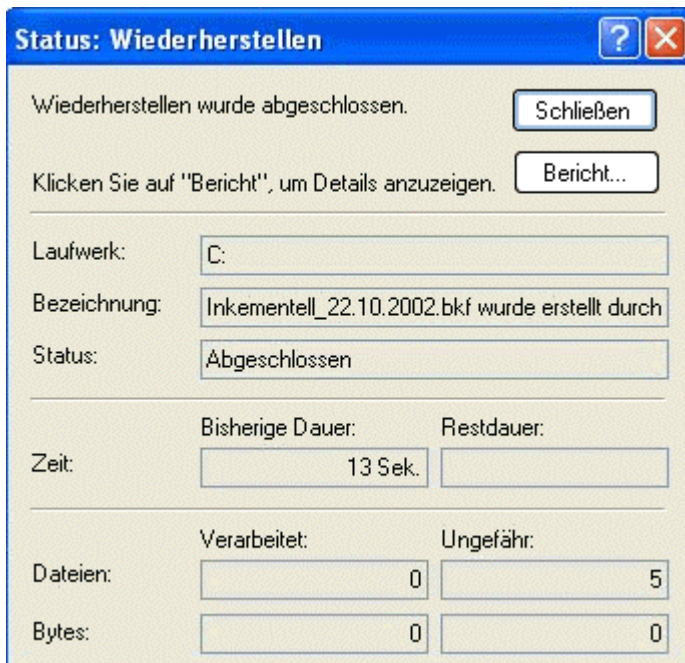 Status: Wiederherstellen
Wiederherstellen wurde abgeschlossen.
Schließen
Klicken Sie auf "Bericht", um Details anzuzeigen.
Bericht...
Laufwerk: C:
Bezeichnung: Inkementell_22.10.2002.bkf wurde erstellt durch
Status: Abgeschlossen
Bisherige Dauer: Restdauer:
Zeit: 13 Sek.
Verarbeitet: Ungefähr:
Dateien: 0 5
Bytes: 0 0